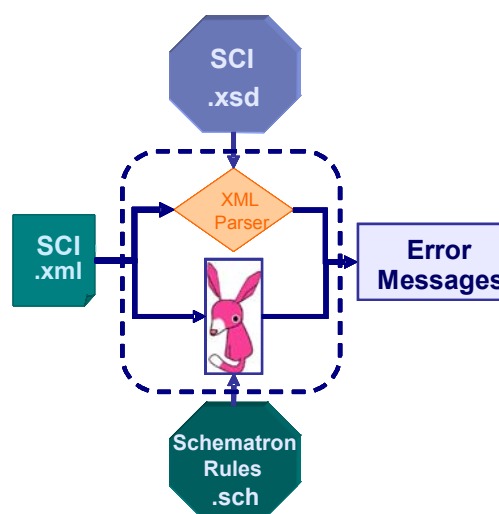 SCI
.xsd
XML
Parser
SCI
.xml
Error
Messages
Schematron
Rules
.sch